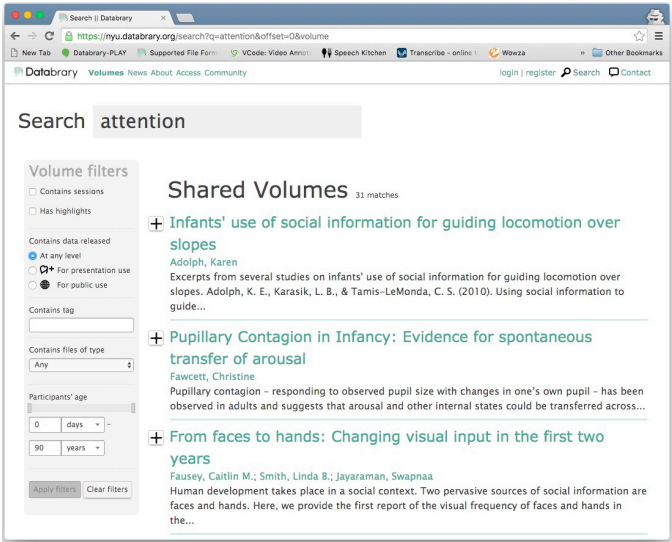 Search || Databrary
https://nyu.databrary.org/search?q=attention&offset=0&volume
New Tab Databrary-PLAY Supported File Form VCode: Video Annot Speech Kitchen Transcribe - online Wowza » Other Bookmarks
Databrary Volumes News About Access Community login | register Search Contact
Search attention
Volume filters
Contains sessions
Has highlights
Contains data released
At any level
For presentation use
For public use
Contains tag
Contains files of type
Any
Participants' age
0 days –
90 years
Apply filters Clear filters
Shared Volumes 31 matches
Infants' use of social information for guiding locomotion over
slopes
Adolph, Karen
Excerpts from several studies on infants' use of social information for guiding locomotion over
slopes. Adolph, K. E., Karasik, L. B., & Tamis-LeMonda, C. S. (2010). Using social information to
guide...
Pupillary Contagion in Infancy: Evidence for spontaneous
transfer of arousal
Fawcett, Christine
Pupillary contagion – responding to observed pupil size with changes in one's own pupil – has been
observed in adults and suggests that arousal and other internal states could be transferred across...
From faces to hands: Changing visual input in the first two
years
Fausey, Caitlin M.; Smith, Linda B.; Jayaraman, Swapnaa
Human development takes place in a social context. Two pervasive sources of social information are
faces and hands. Here, we provide the first report of the visual frequency of faces and hands in
the...